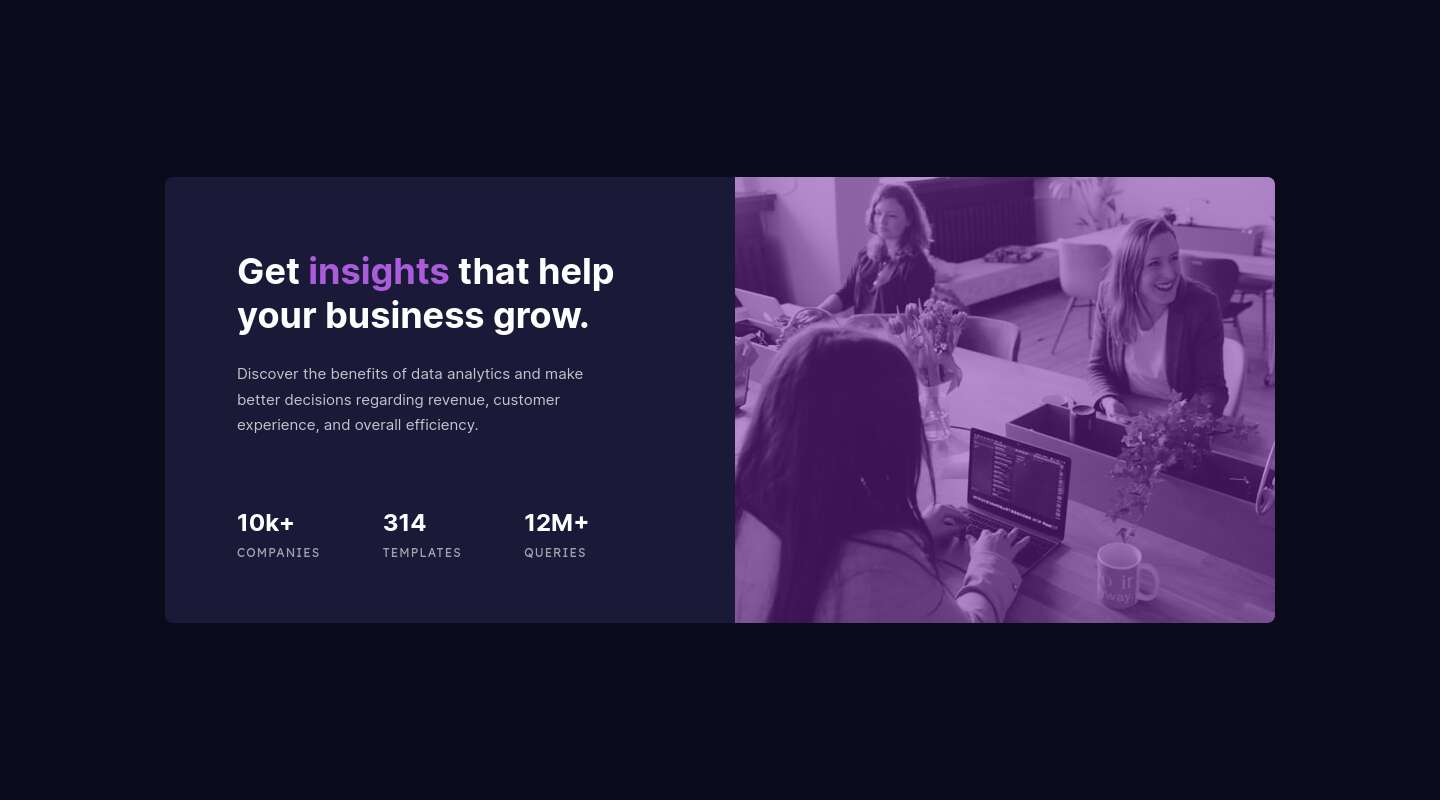 Get insights that help
your business grow.
Discover the benefits of data analytics and make
better decisions regarding revenue, customer
experience, and overall efficiency.
10k+ 314 12M+
COMPANIES TEMPLATES QUERIES